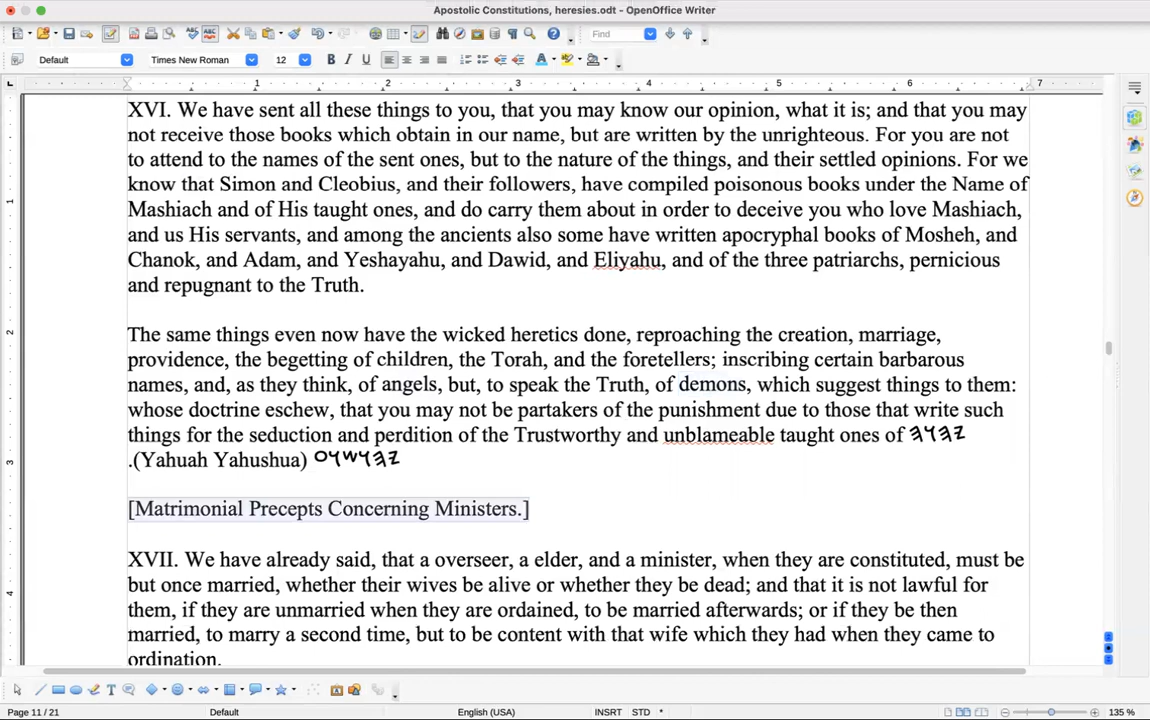 Apostolic Constitutions, heresies.odt - OpenOffice Writer
Find
Default Times New Roman 12 B I U A
1 2 3 4 5 6 7
XVI. We have sent all these things to you, that you may know our opinion, what it is; and that you may
not receive those books which obtain in our name, but are written by the unrighteous. For you are not
to attend to the names of the sent ones, but to the nature of the things, and their settled opinions. For we
know that Simon and Cleobius, and their followers, have compiled poisonous books under the Name of
Mashiach and of His taught ones, and do carry them about in order to deceive you who love Mashiach,
and us His servants, and among the ancients also some have written apocryphal books of Mosheh, and
Chanok, and Adam, and Yeshayahu, and Dawid, and Eliyahu, and of the three patriarchs, pernicious
and repugnant to the Truth.
The same things even now have the wicked heretics done, reproaching the creation, marriage,
providence, the begetting of children, the Torah, and the foretellers; inscribing certain barbarous
names, and, as they think, of angels, but, to speak the Truth, of demons, which suggest things to them:
whose doctrine eschew, that you may not be partakers of the punishment due to those that write such
things for the seduction and perdition of the Trustworthy and unblameable taught ones of 𐤉𐤄𐤅𐤄
.(Yahuah Yahushua) 𐤉𐤄𐤅𐤔𐤅𐤏
[Matrimonial Precepts Concerning Ministers.]
XVII. We have already said, that a overseer, a elder, and a minister, when they are constituted, must be
but once married, whether their wives be alive or whether they be dead; and that it is not lawful for
them, if they are unmarried when they are ordained, to be married afterwards; or if they be then
married, to marry a second time, but to be content with that wife which they had when they came to
ordination.
Page 11 / 21 Default English (USA) INSRT STD * 135 %